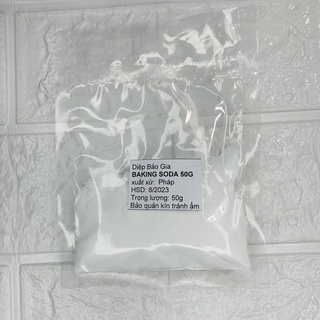 Diệp Bảo Gia
BAKING SODA 50G
xuất xứ: Pháp
HSD: 8/2023
Trọng lượng: 50g
Bảo quản kín tránh ẩm